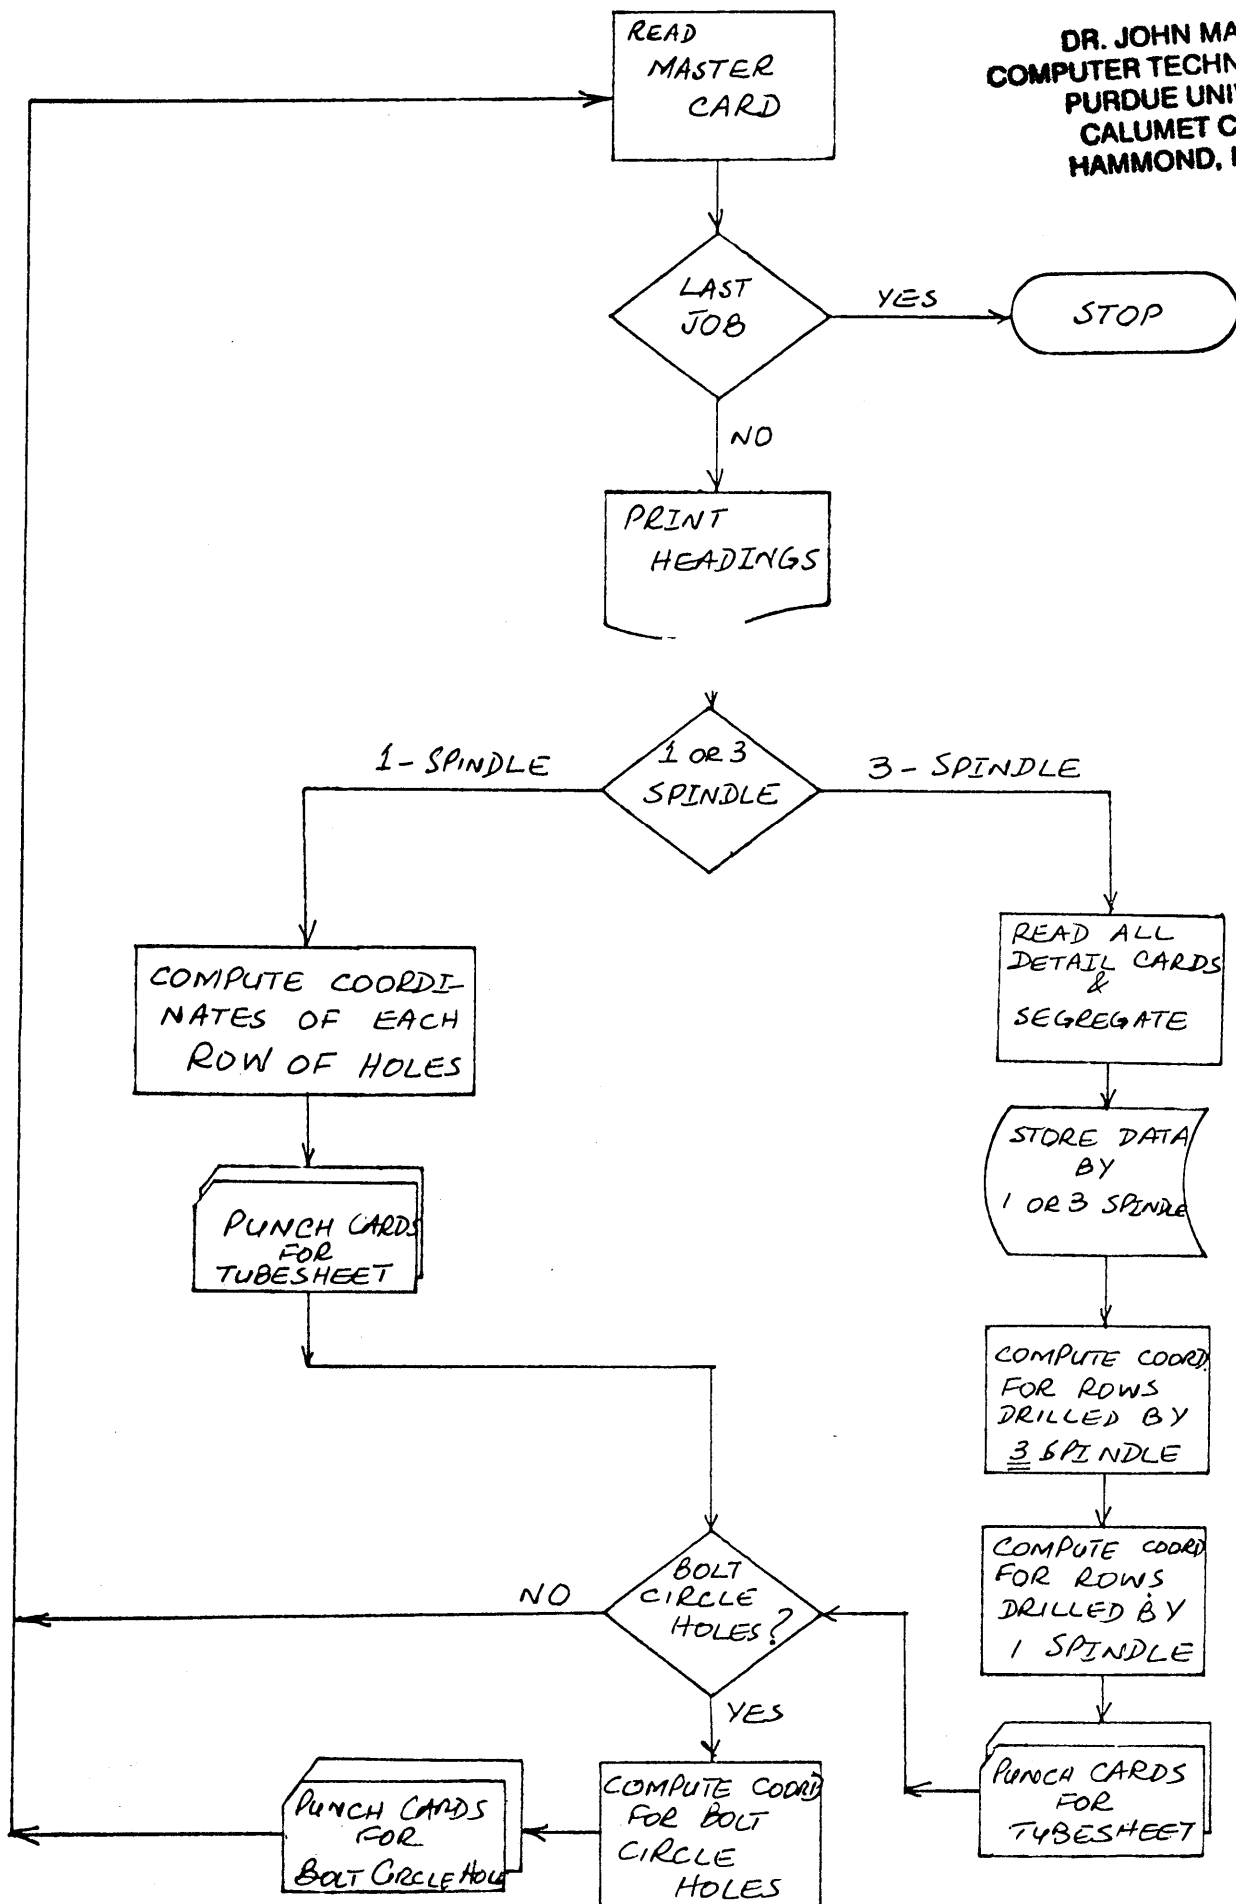 READ
MASTER
CARD
DR. JOHN MA
COMPUTER TECHN
PURDUE UNIV
CALUMET C
HAMMOND, I
LAST
JOB
YES
STOP
NO
PRINT
HEADINGS
1 OR 3
SPINDLE
1 - SPINDLE
3 - SPINDLE
COMPUTE COORDI-
NATES OF EACH
ROW OF HOLES
PUNCH CARDS
FOR
TUBESHEET
READ ALL
DETAIL CARDS
&
SEGREGATE
STORE DATA
BY
1 OR 3 SPINDLE
COMPUTE COORD.
FOR ROWS
DRILLED BY
3 SPINDLE
COMPUTE COORD
FOR ROWS
DRILLED BY
1 SPINDLE
PUNCH CARDS
FOR
TUBESHEET
BOLT
CIRCLE
HOLES?
NO
YES
COMPUTE COORD
FOR BOLT
CIRCLE
HOLES
PUNCH CARDS
FOR
BOLT CIRCLE HOLE